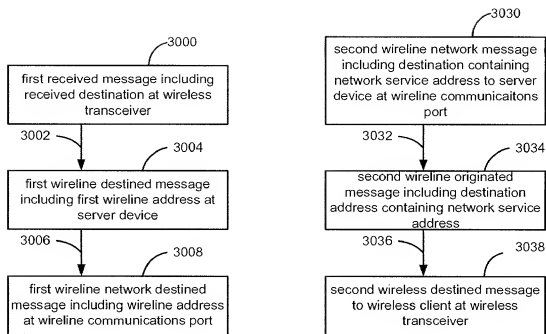 3000
first received message including
received destination at wireless
transceiver
3002
3004
first wireline destined message
including first wireline address at
server device
3006
3008
first wireline network destined
message including wireline address
at wireline communications port
3030
second wireline network message
including destination containing
network service address to server
device at wireline communicaitons
port
3032
3034
second wireline originated
message including destination
address containing network service
address
3036
3038
second wireless destined message
to wireless client at wireless
transceiver